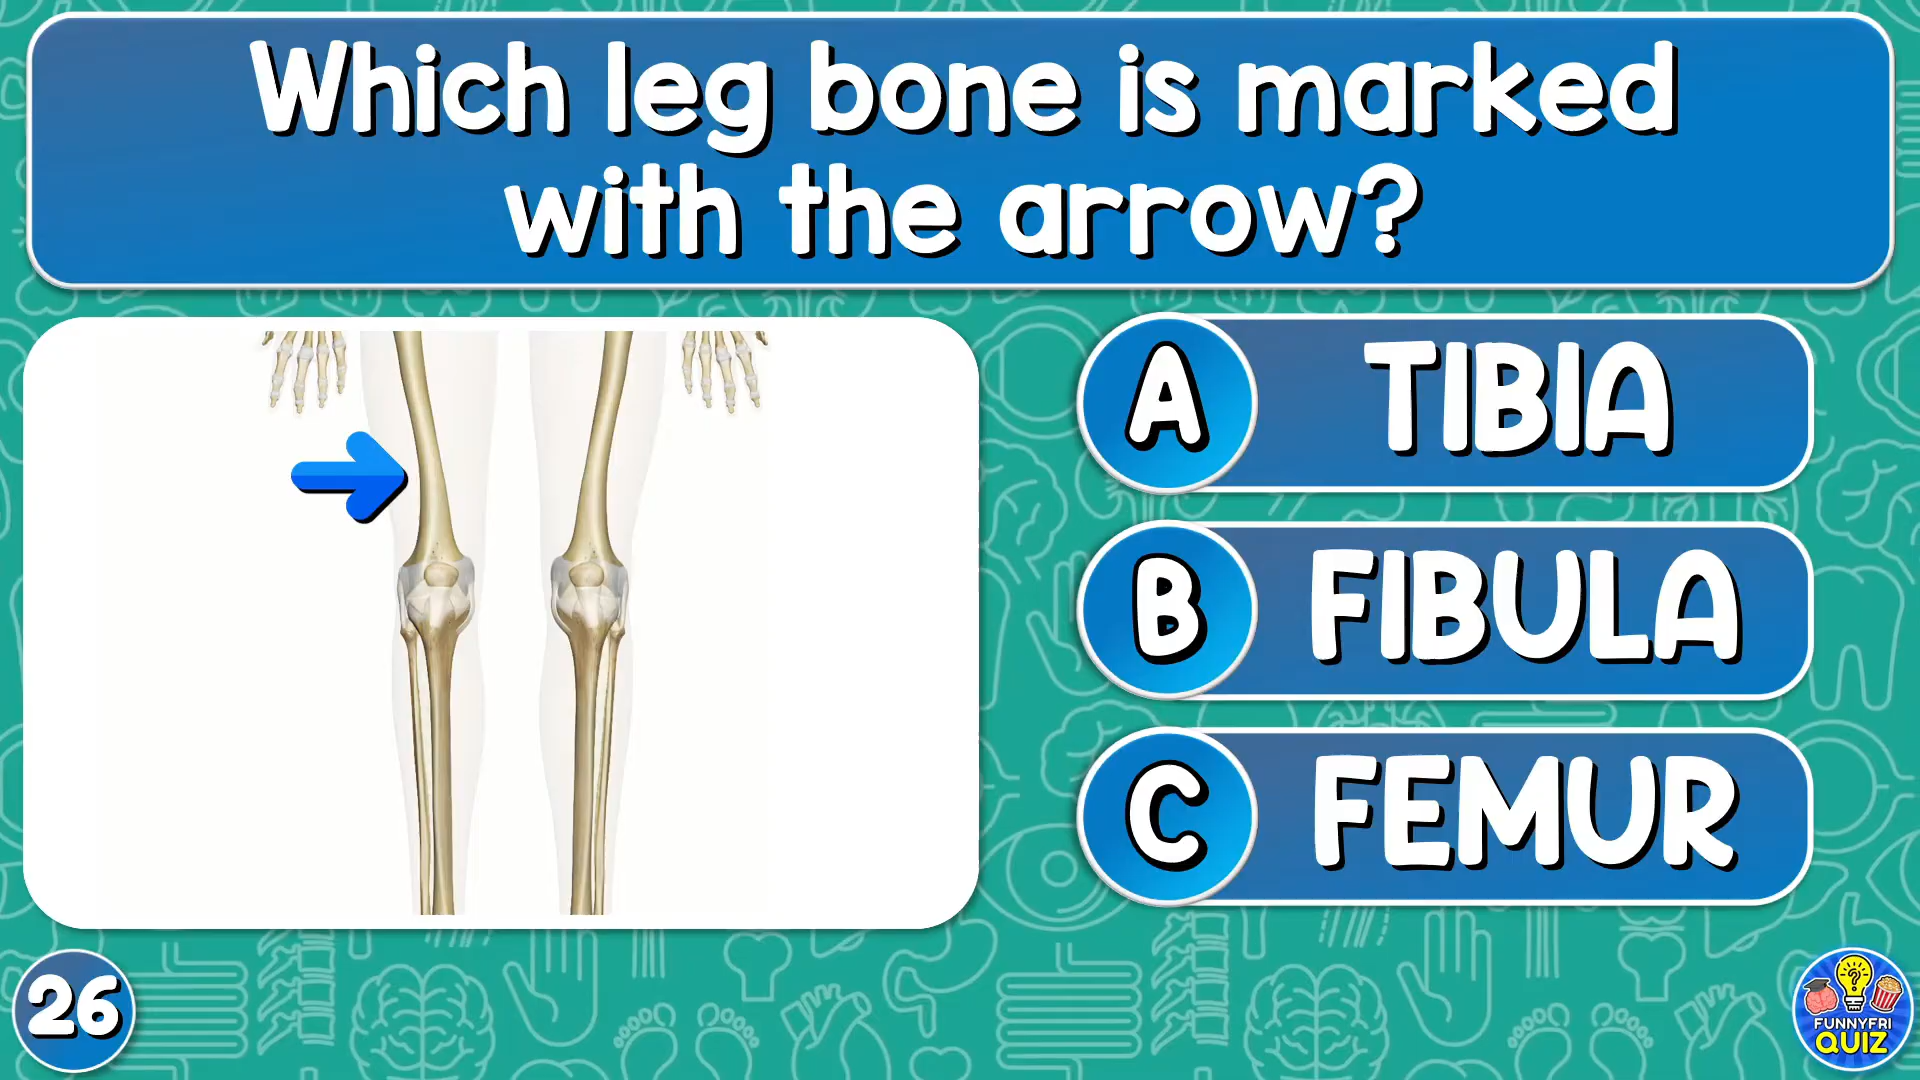 Which leg bone is marked
with the arrow?
A TIBIA
B FIBULA
C FEMUR
26
?
FUNNYFRI
QUIZ